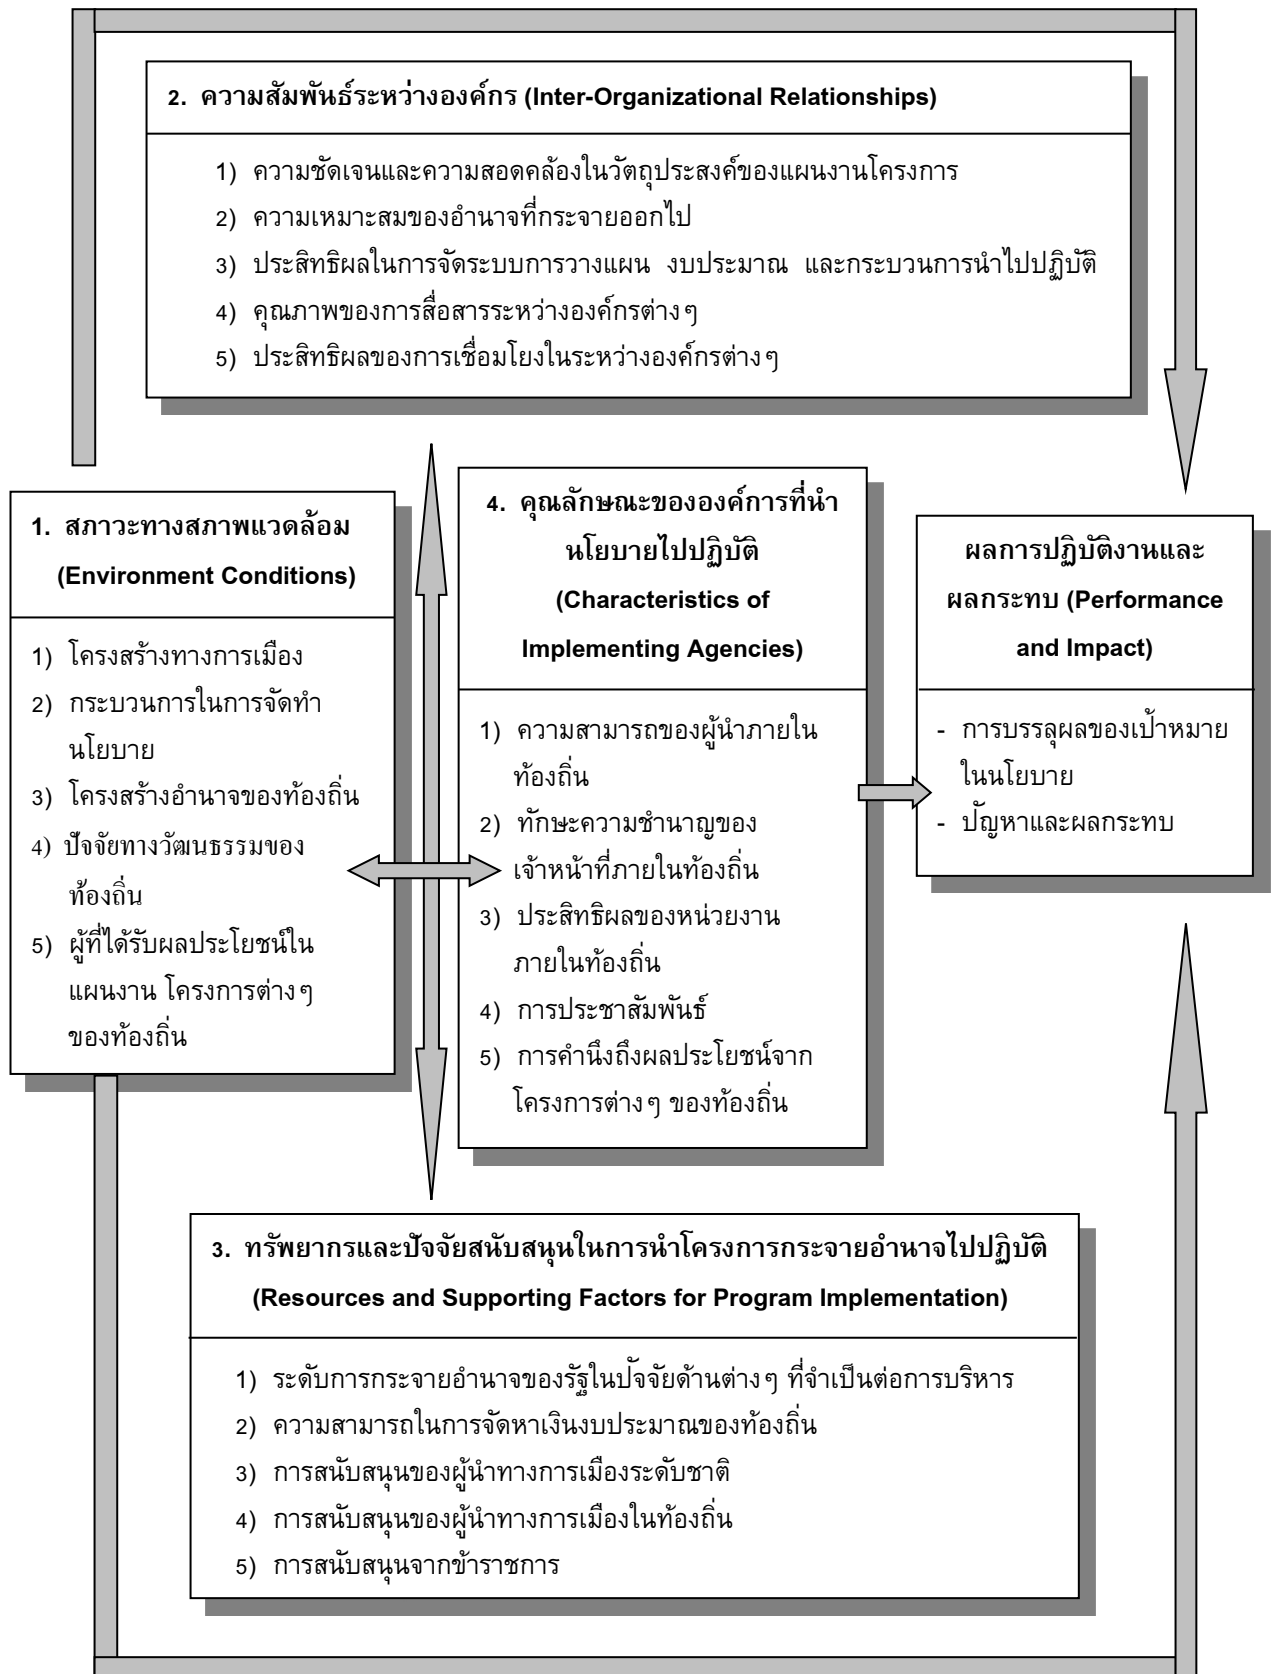 2. ความสัมพันธ์ระหว่างองค์กร (Inter-Organizational Relationships)
1) ความชัดเจนและความสอดคล้องในวัตถุประสงค์ของแผนงานโครงการ
2) ความเหมาะสมของอำนาจที่กระจายออกไป
3) ประสิทธิผลในการจัดระบบการวางแผน งบประมาณ และกระบวนการนำไปปฏิบัติ
4) คุณภาพของการสื่อสารระหว่างองค์กรต่างๆ
5) ประสิทธิผลของการเชื่อมโยงในระหว่างองค์กรต่างๆ
1. สภาวะทางสภาพแวดล้อม
(Environment Conditions)
1) โครงสร้างทางการเมือง
2) กระบวนการในการจัดทำ
นโยบาย
3) โครงสร้างอำนาจของท้องถิ่น
4) ปัจจัยทางวัฒนธรรมของ
ท้องถิ่น
5) ผู้ที่ได้รับผลประโยชน์ใน
แผนงาน โครงการต่างๆ
ของท้องถิ่น
4. คุณลักษณะขององค์การที่นำ
นโยบายไปปฏิบัติ
(Characteristics of
Implementing Agencies)
1) ความสามารถของผู้นำภายใน
ท้องถิ่น
2) ทักษะความชำนาญของ
เจ้าหน้าที่ภายในท้องถิ่น
3) ประสิทธิผลของหน่วยงาน
ภายในท้องถิ่น
4) การประชาสัมพันธ์
5) การคำนึงถึงผลประโยชน์จาก
โครงการต่างๆ ของท้องถิ่น
ผลการปฏิบัติงานและ
ผลกระทบ (Performance
and Impact)
- การบรรลุผลของเป้าหมาย
ในนโยบาย
- ปัญหาและผลกระทบ
3. ทรัพยากรและปัจจัยสนับสนุนในการนำโครงการกระจายอำนาจไปปฏิบัติ
(Resources and Supporting Factors for Program Implementation)
1) ระดับการกระจายอำนาจของรัฐในปัจจัยด้านต่างๆ ที่จำเป็นต่อการบริหาร
2) ความสามารถในการจัดหาเงินงบประมาณของท้องถิ่น
3) การสนับสนุนของผู้นำทางการเมืองระดับชาติ
4) การสนับสนุนของผู้นำทางการเมืองในท้องถิ่น
5) การสนับสนุนจากข้าราชการ